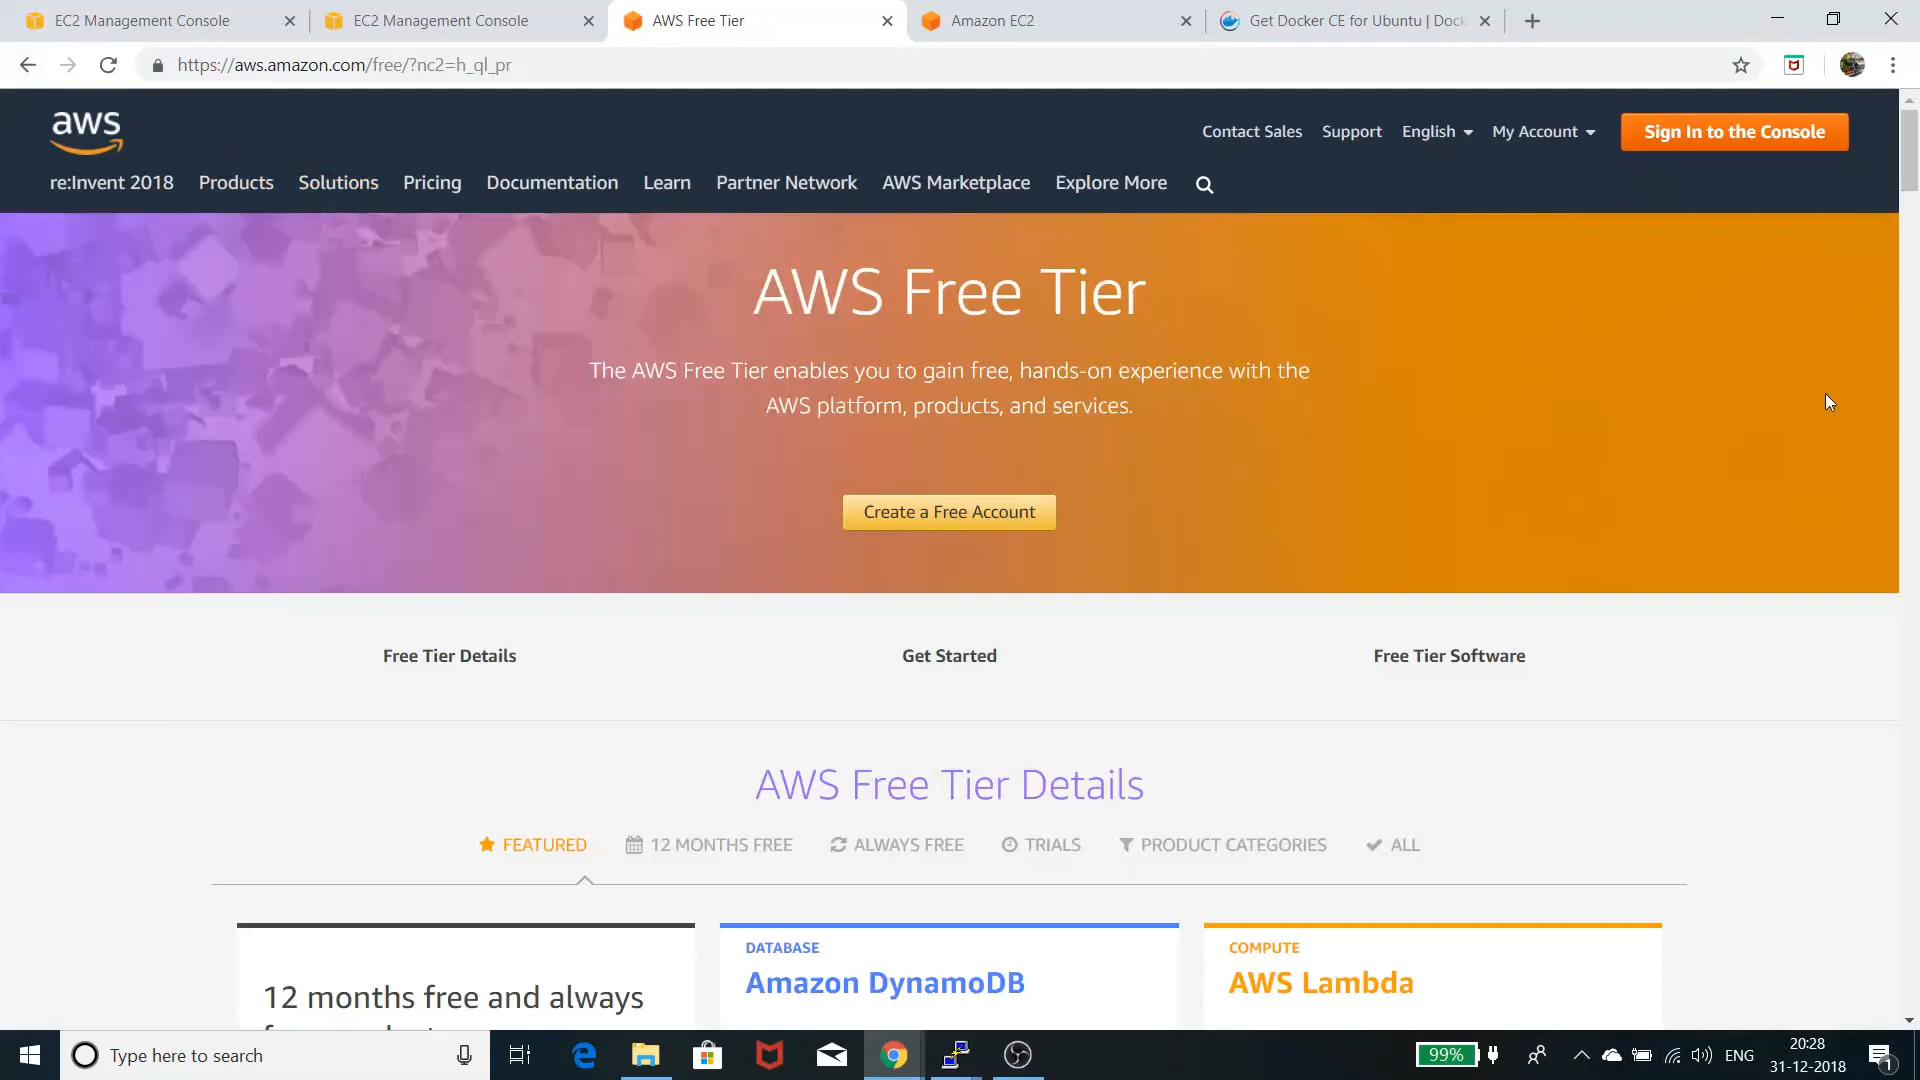 EC2 Management Console
EC2 Management Console
AWS Free Tier
Amazon EC2
Get Docker CE for Ubuntu | Dock
https://aws.amazon.com/free/?nc2=h_ql_pr
aws
Contact Sales
Support
English
My Account
Sign In to the Console
re:Invent 2018
Products
Solutions
Pricing
Documentation
Learn
Partner Network
AWS Marketplace
Explore More
AWS Free Tier
The AWS Free Tier enables you to gain free, hands-on experience with the
AWS platform, products, and services.
Create a Free Account
Free Tier Details
Get Started
Free Tier Software
AWS Free Tier Details
FEATURED
12 MONTHS FREE
ALWAYS FREE
TRIALS
PRODUCT CATEGORIES
ALL
12 months free and always
DATABASE
Amazon DynamoDB
COMPUTE
AWS Lambda
Type here to search
99%
ENG
20:28
31-12-2018
1